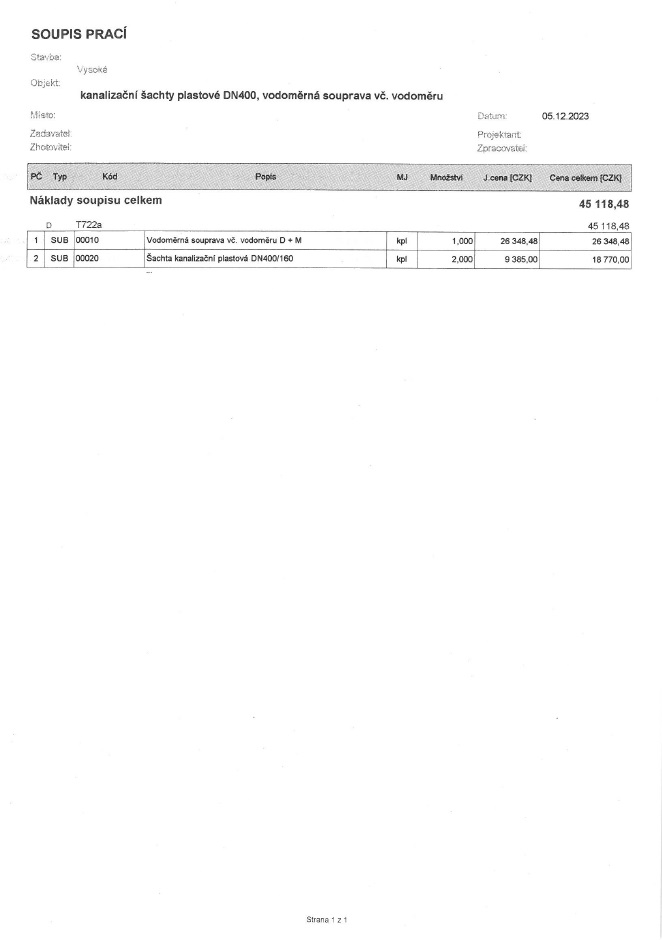 SOUPIS PRACÍ
Stavba:
Vysoké
Objekt:
kanalizační šachty plastové DN400, vodoměrná souprava vč. vodoměru
Místo: Datum: 05.12.2023
Zadavatel: Projektant:
Zhotovitel: Zpracovatel:
PČ Typ Kód Popis MJ Množství J.cena [CZK] Cena celkem [CZK]
Náklady soupisu celkem 45 118,48
D T722a 45 118,48
1 SUB 00010 Vodoměrná souprava vč. vodoměru D + M kpl 1,000 26 348,48 26 348,48
2 SUB 00020 Šachta kanalizační plastová DN400/160 kpl 2,000 9 385,00 18 770,00
Strana 1 z 1